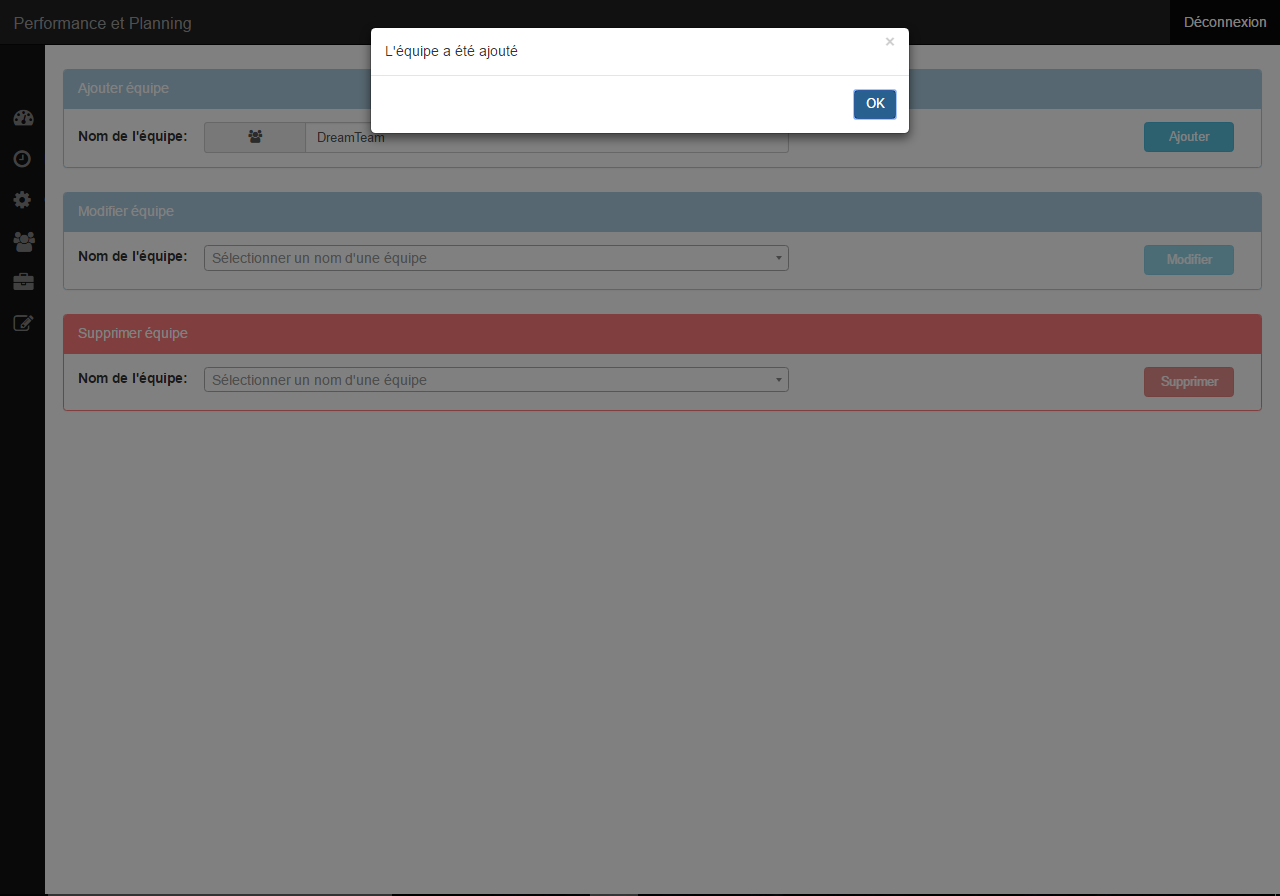 Performance et Planning
Déconnexion
L'équipe a été ajouté
×
OK
Ajouter équipe
Nom de l'équipe:
DreamTeam
Ajouter
Modifier équipe
Nom de l'équipe:
Sélectionner un nom d'une équipe
Modifier
Supprimer équipe
Nom de l'équipe:
Sélectionner un nom d'une équipe
Supprimer